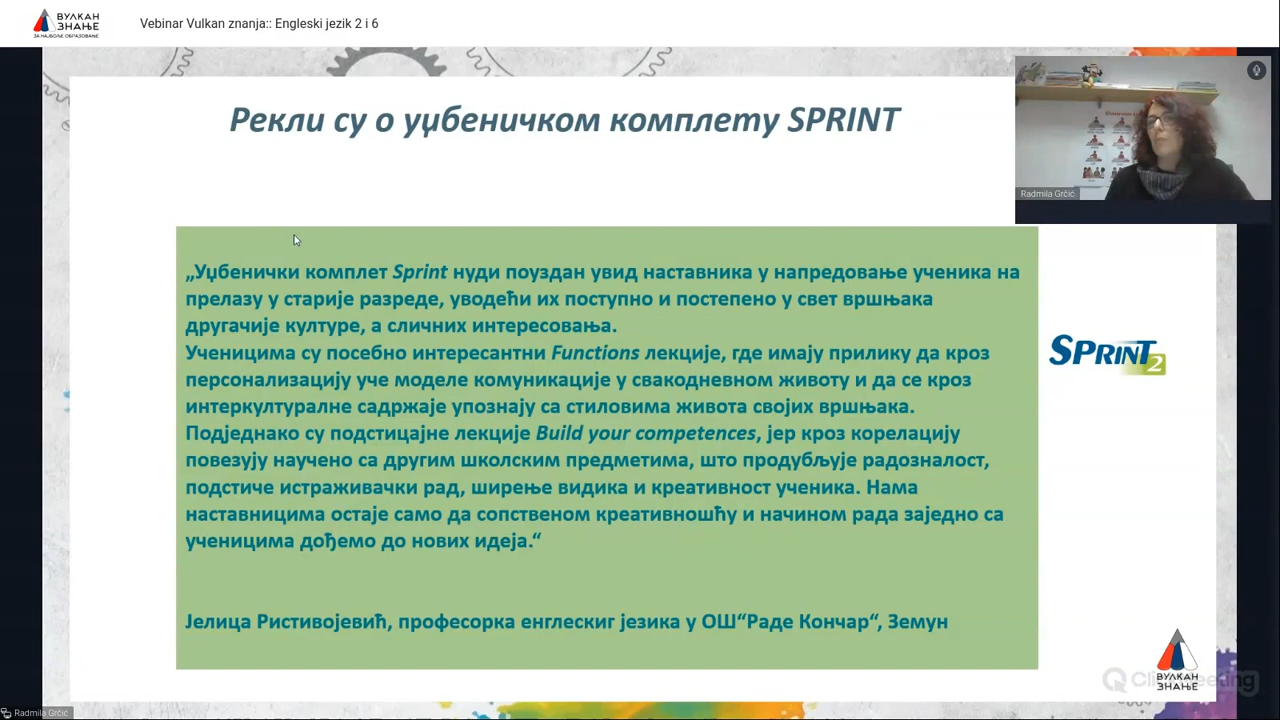 ВУЛКАН
ЗНАЊЕ
ЗА НАЈБОЉЕ ОБРАЗОВАЊЕ
Vebinar Vulkan znanja:: Engleski jezik 2 i 6
Рекли су о уџбеничком комплету SPRINT
Radmila Grčić
„Уџбенички комплет Sprint нуди поуздан увид наставника у напредовање ученика на
прелазу у старије разреде, уводећи их поступно и постепено у свет вршњака
другачије културе, а сличних интересовања.
Ученицима су посебно интересантни Functions лекције, где имају прилику да кроз
персонализацију уче моделе комуникације у свакодневном животу и да се кроз
интеркултуралне садржаје упознају са стиловима живота својих вршњака.
Подједнако су подстицајне лекције Build your competences, јер кроз корелацију
повезују научено са другим школским предметима, што продубљује радозналост,
подстиче истраживачки рад, ширење видика и креативност ученика. Нама
наставницима остаје само да сопственом креативношћу и начином рада заједно са
ученицима дођемо до нових идеја.“
SPRINT 2
Јелица Ристивојевић, професорка енглеског језика у ОШ“Раде Кончар“, Земун
ВУЛКАН
ЗНАЊЕ
Radmila Grčić